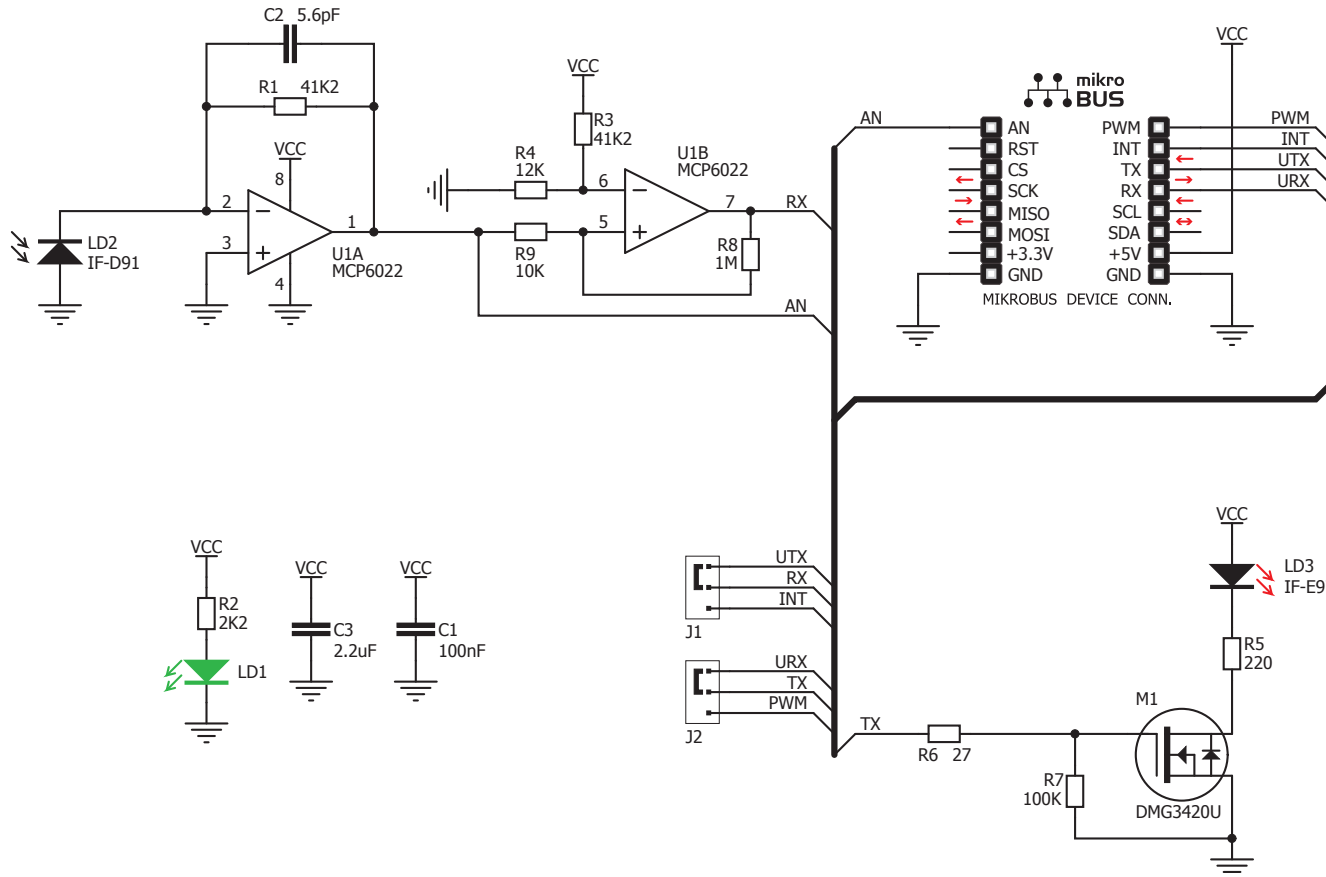 C2 5.6pF
R1 41K2
VCC
8
2
3
1
4
U1A
MCP6022
LD2
IF-D91
VCC
R3
41K2
R4
12K
6
5
7
U1B
MCP6022
R9
10K
R8
1M
RX
AN
AN
mikro
BUS
AN
RST
CS
SCK
MISO
MOSI
+3.3V
GND
PWM
INT
TX
RX
SCL
SDA
+5V
GND
MIKROBUS DEVICE CONN.
VCC
PWM
INT
UTX
URX
VCC
R2
2K2
LD1
VCC
C3
2.2uF
VCC
C1
100nF
UTX
RX
INT
J1
URX
TX
PWM
J2
TX
R6 27
R7
100K
M1
DMG3420U
VCC
LD3
IF-E9
R5
220